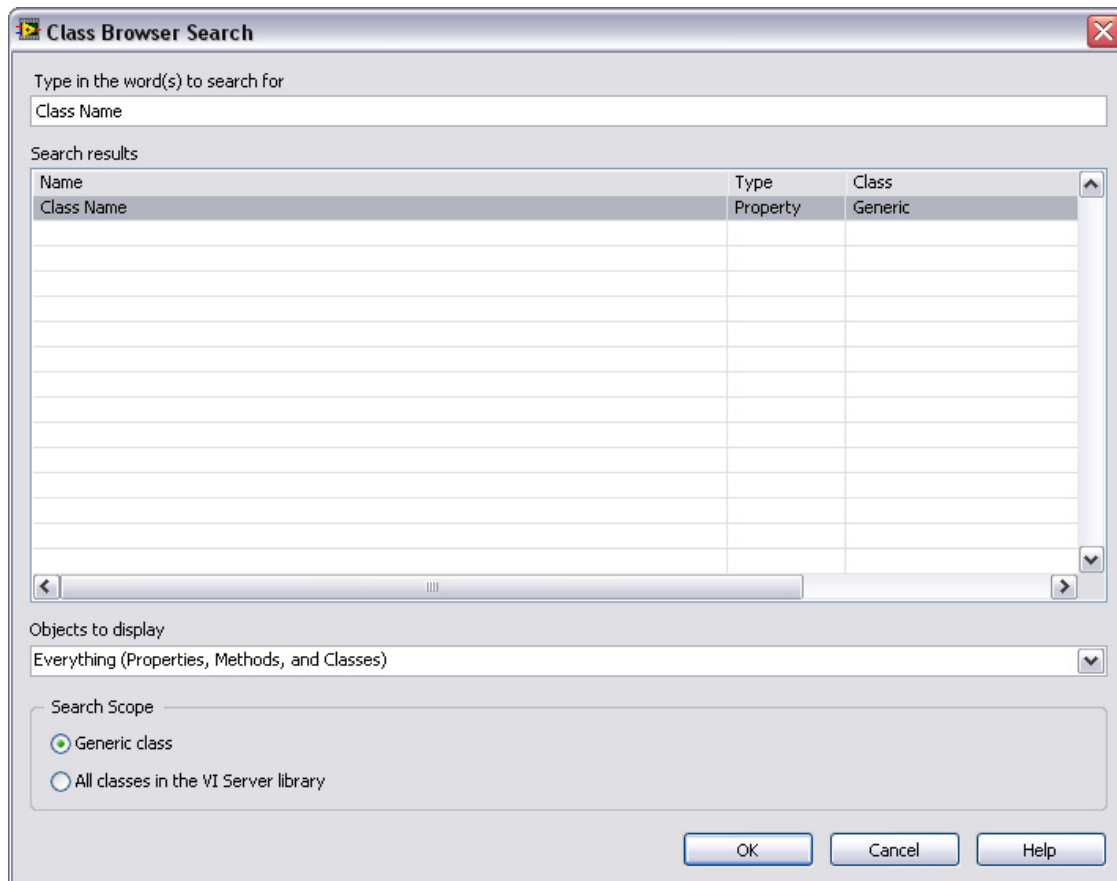 Class Browser Search
Type in the word(s) to search for
Class Name
Search results
Name Type Class
Class Name Property Generic
Objects to display
Everything (Properties, Methods, and Classes)
Search Scope
Generic class
All classes in the VI Server library
OK Cancel Help